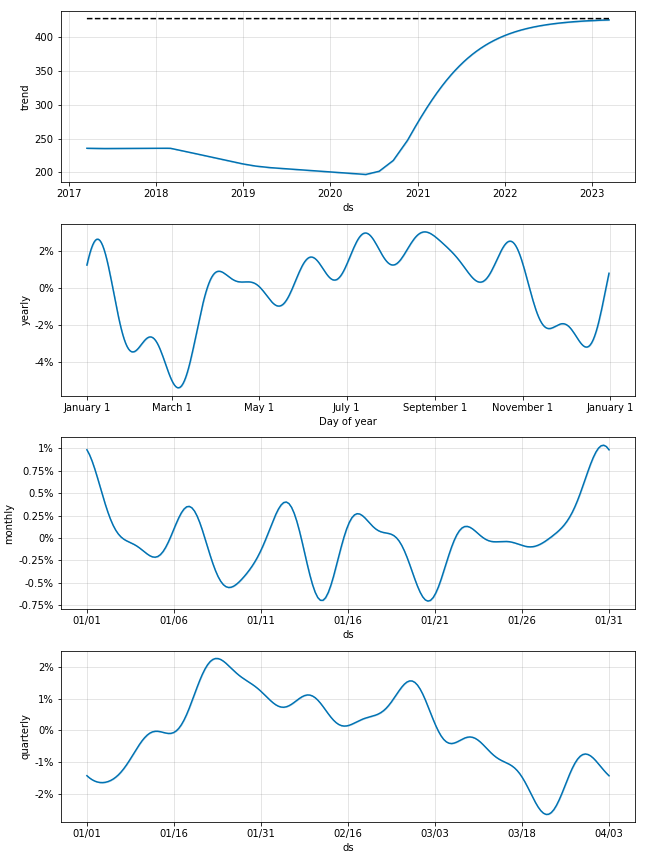 400
350
300
250
200
trend
2017
2018
2019
2020
2021
2022
2023
ds
2%
0%
-2%
-4%
yearly
January 1
March 1
May 1
July 1
September 1
November 1
January 1
Day of year
1%
0.75%
0.5%
0.25%
0%
-0.25%
-0.5%
-0.75%
monthly
01/01
01/06
01/11
01/16
01/21
01/26
01/31
ds
2%
1%
0%
-1%
-2%
quarterly
01/01
01/16
01/31
02/16
03/03
03/18
04/03
ds